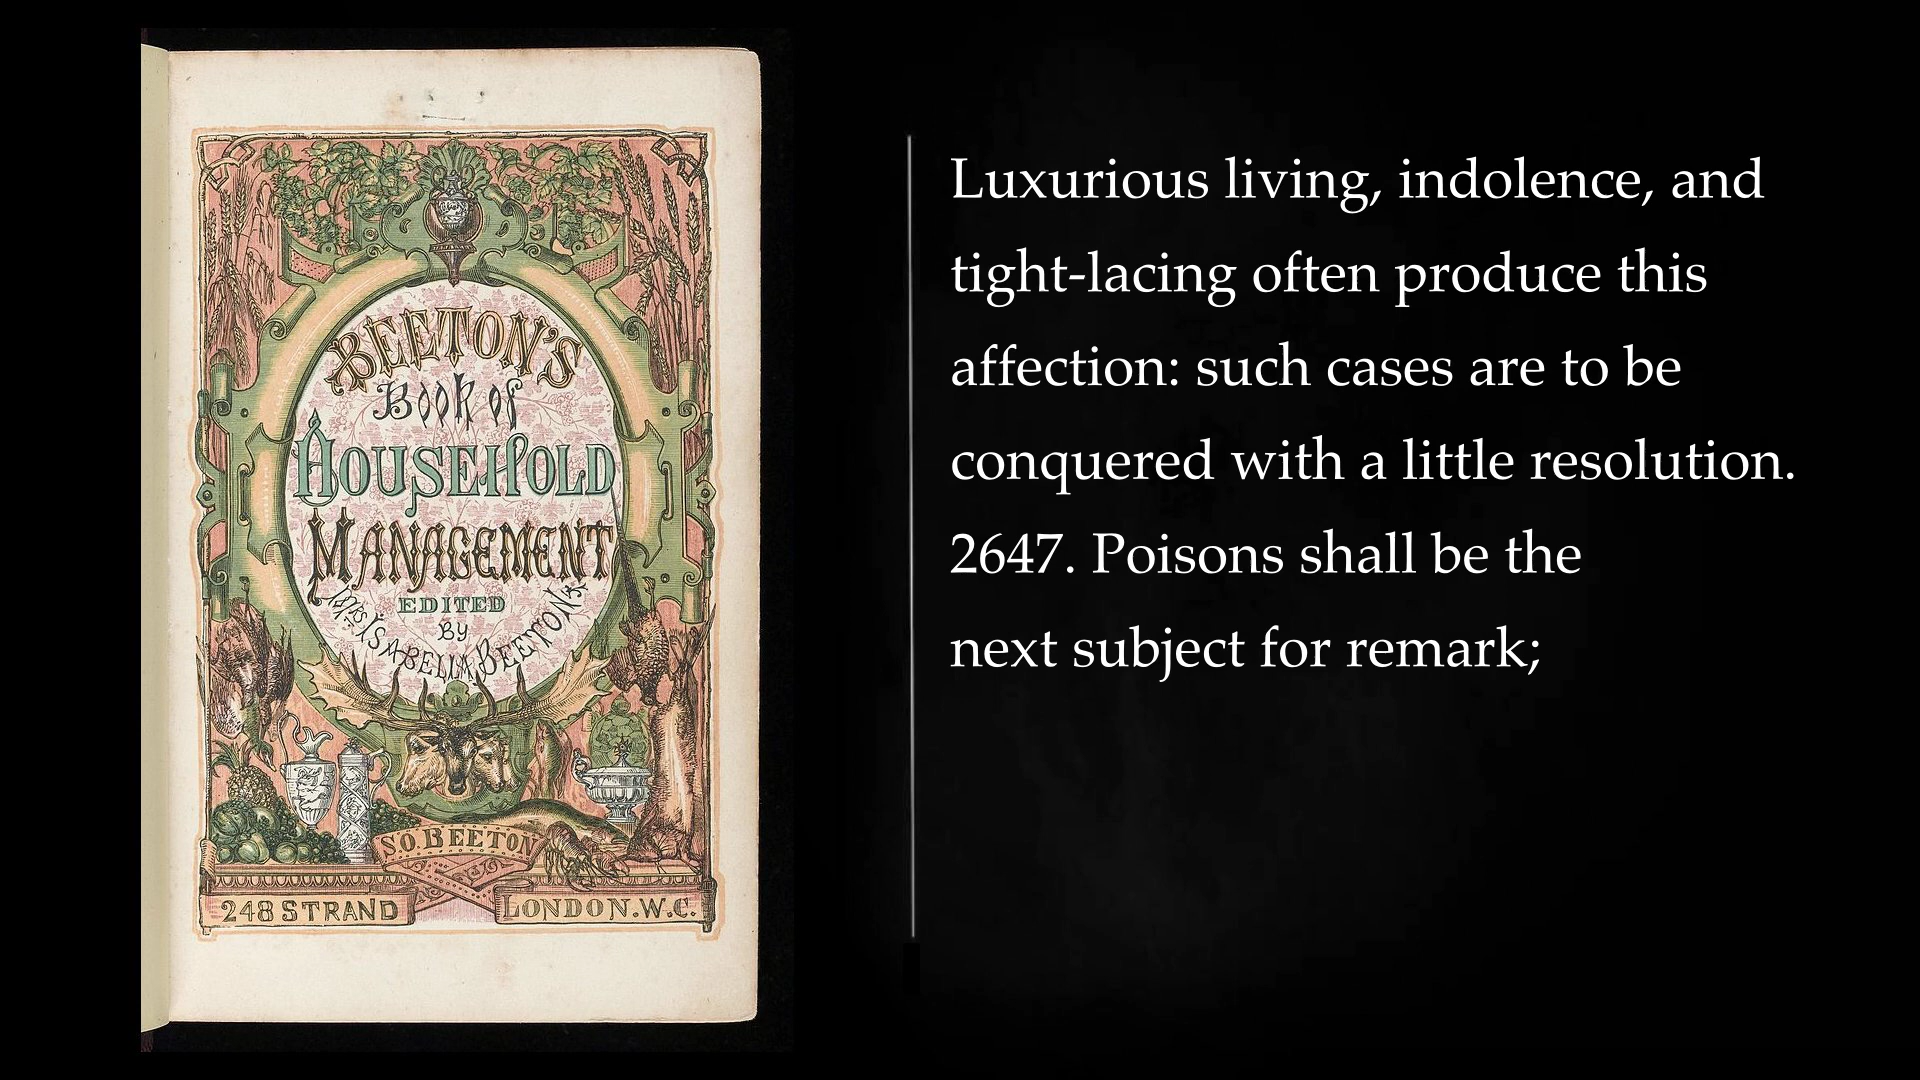 BEETON'S
Book of
HOUSEHOLD
MANAGEMENT
EDITED
BY
MRS ISABELLA BEETON
S.O. BEETON
248 STRAND
LONDON. W.C.
Luxurious living, indolence, and
tight-lacing often produce this
affection: such cases are to be
conquered with a little resolution.
2647. Poisons shall be the
next subject for remark;